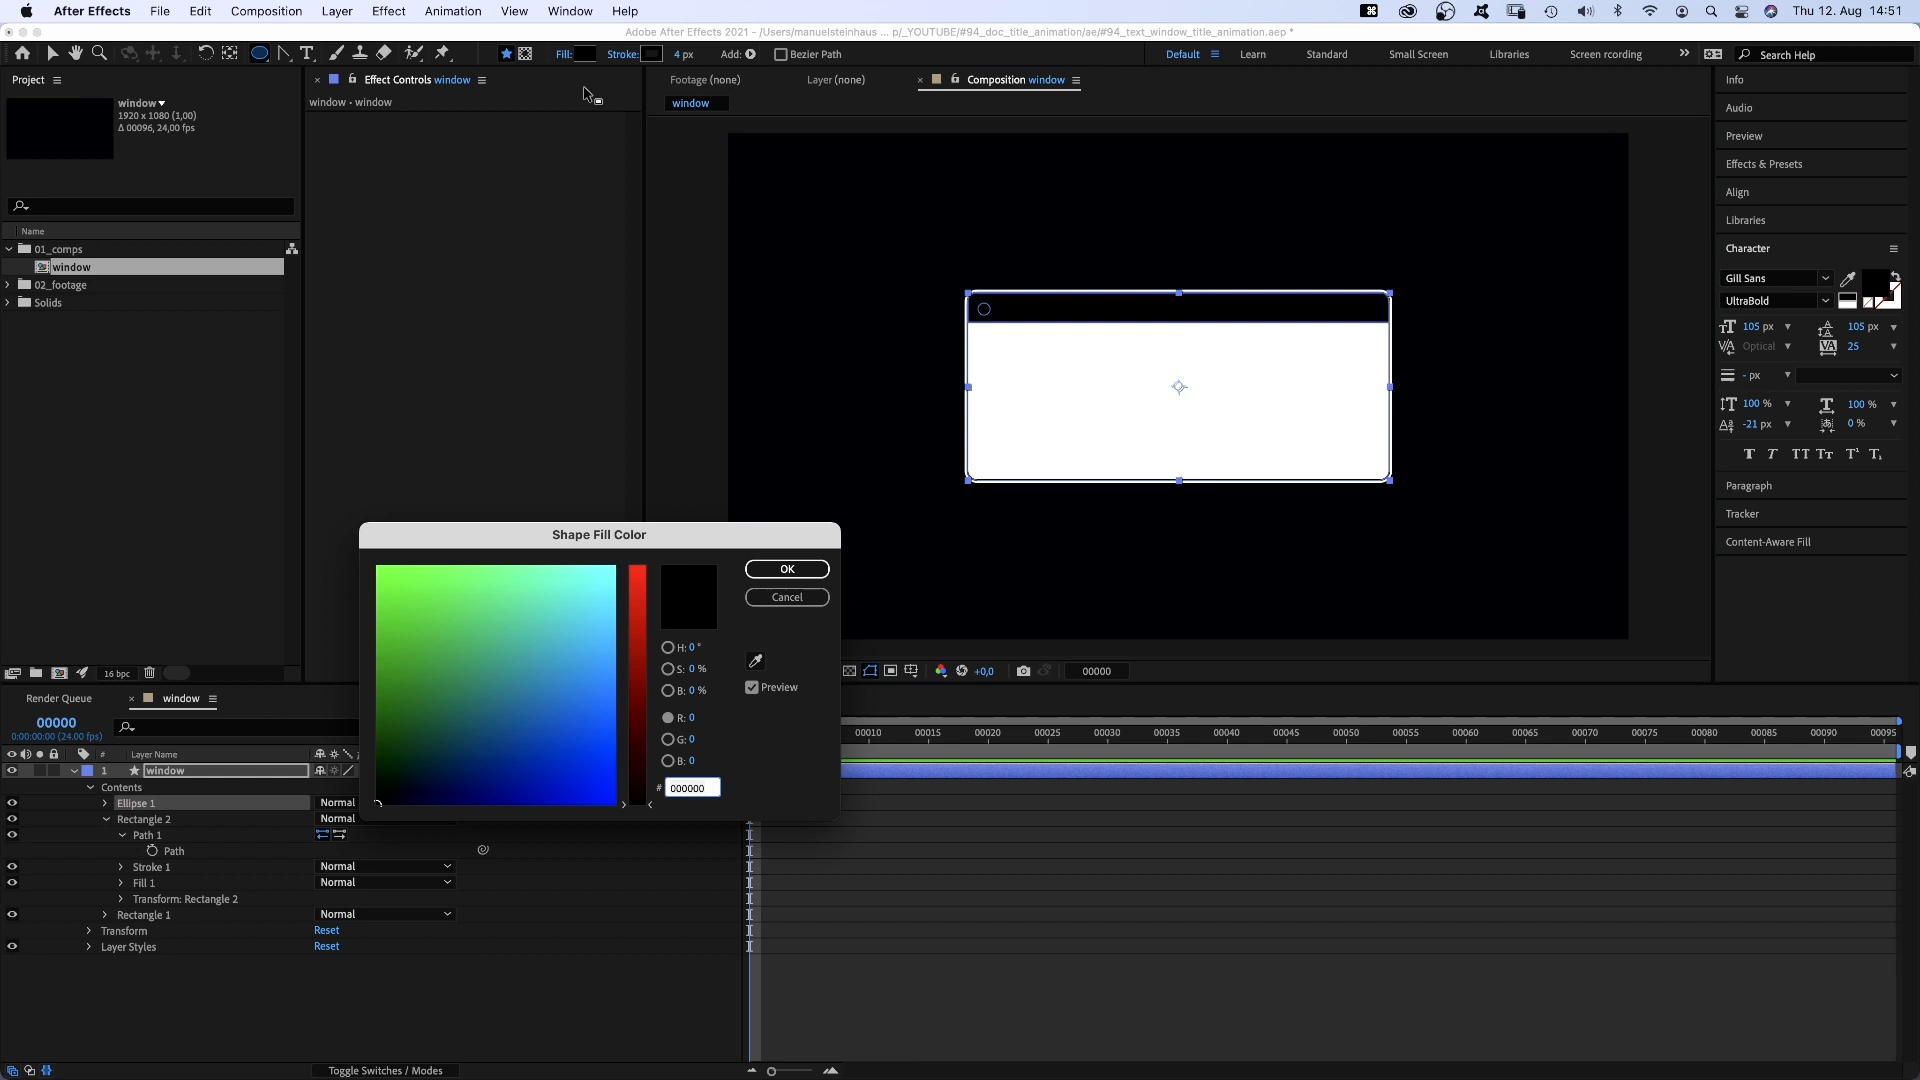 After Effects File Edit Composition Layer Effect Animation View Window Help Thu 12. Aug 14:51
Adobe After Effects 2021 - /Users/manuelsteinhaus ... p/_YOUTUBE/#94_doc_title_animation/ae/#94_text_window_title_animation.aep *
Fill: Stroke: 4 px Add: Bezier Path Default Learn Standard Small Screen Libraries Screen recording Search Help
Project Effect Controls window Footage (none) Layer (none) Composition window Info
window
1920 x 1080 (1,00)
Δ 00096, 24,00 fps
window • window
window
Audio
Preview
Effects & Presets
Align
Libraries
Name
01_comps
window
02_footage
Solids
Character
Gill Sans
UltraBold
105 px 105 px
Optical 25
- px
100 % 100 %
-21 px 0 %
T T TT Tт T¹ T₁
Paragraph
Tracker
Content-Aware Fill
Shape Fill Color
OK
Cancel
H: 0 °
S: 0 %
B: 0 %
Preview
R: 0
G: 0
B: 0
# 000000
16 bpc
+0,0 00000
Render Queue window
00000
0:00:00:00 (24.00 fps)
00010 00015 00020 00025 00030 00035 00040 00045 00050 00055 00060 00065 00070 00075 00080 00085 00090 00095
# Layer Name
1 window
Contents
Ellipse 1 Normal
Rectangle 2 Normal
Path 1
Path
Stroke 1 Normal
Fill 1 Normal
Transform: Rectangle 2
Rectangle 1 Normal
Transform Reset
Layer Styles Reset
Toggle Switches / Modes